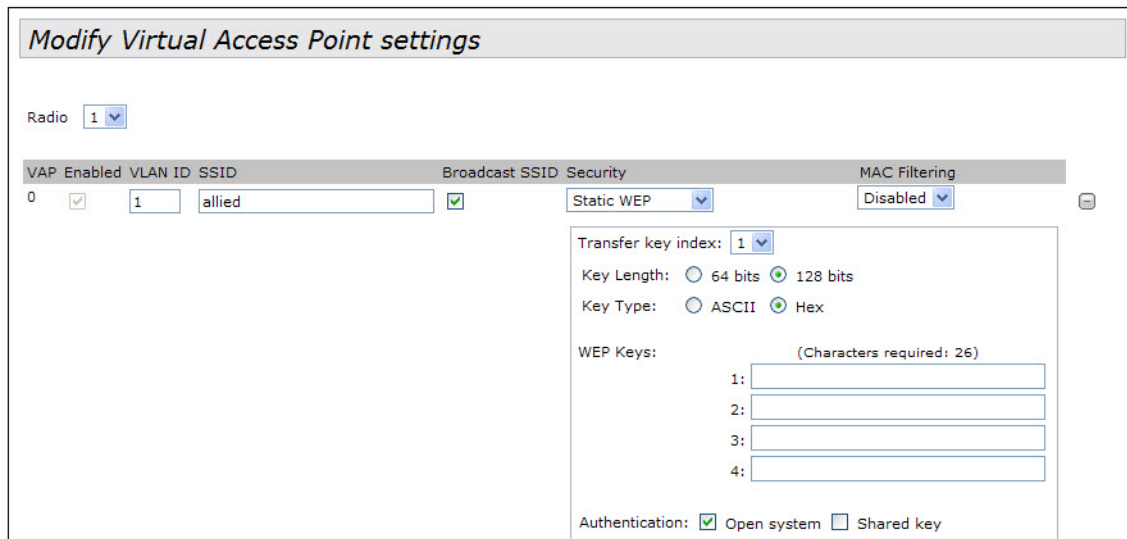 Modify Virtual Access Point settings
Radio 1
VAP Enabled VLAN ID SSID Broadcast SSID Security MAC Filtering
0 1 allied Static WEP Disabled
Transfer key index: 1
Key Length: 64 bits 128 bits
Key Type: ASCII Hex
WEP Keys: (Characters required: 26)
1:
2:
3:
4:
Authentication: Open system Shared key